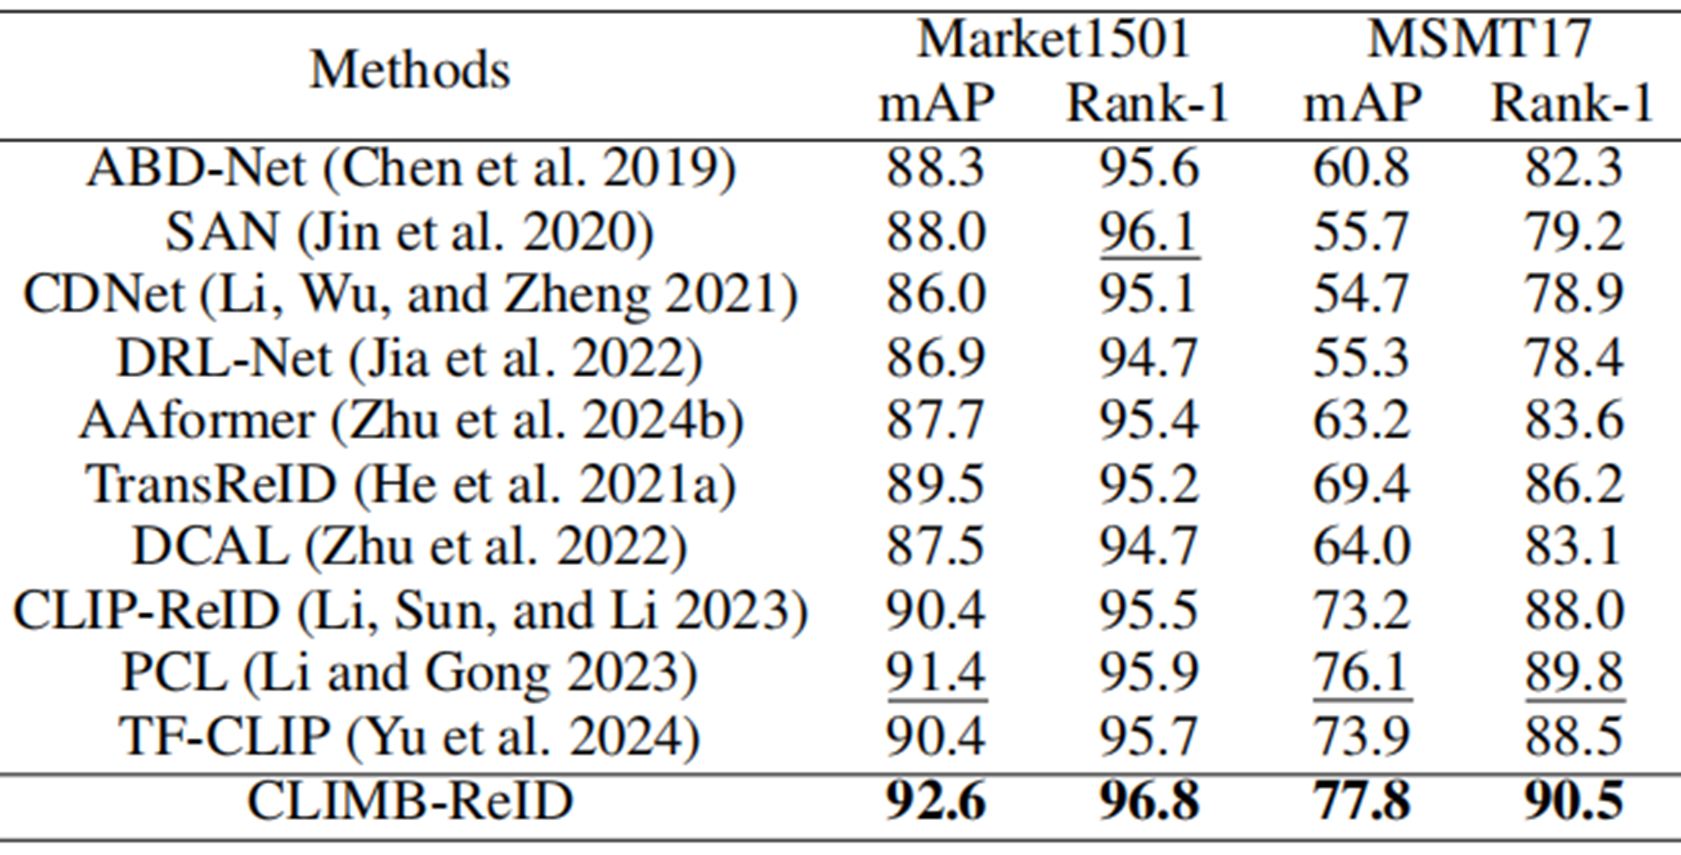 Methods Market1501 MSMT17
mAP Rank-1 mAP Rank-1
ABD-Net (Chen et al. 2019) 88.3 95.6 60.8 82.3
SAN (Jin et al. 2020) 88.0 96.1 55.7 79.2
CDNet (Li, Wu, and Zheng 2021) 86.0 95.1 54.7 78.9
DRL-Net (Jia et al. 2022) 86.9 94.7 55.3 78.4
AAformer (Zhu et al. 2024b) 87.7 95.4 63.2 83.6
TransReID (He et al. 2021a) 89.5 95.2 69.4 86.2
DCAL (Zhu et al. 2022) 87.5 94.7 64.0 83.1
CLIP-ReID (Li, Sun, and Li 2023) 90.4 95.5 73.2 88.0
PCL (Li and Gong 2023) 91.4 95.9 76.1 89.8
TF-CLIP (Yu et al. 2024) 90.4 95.7 73.9 88.5
CLIMB-ReID 92.6 96.8 77.8 90.5